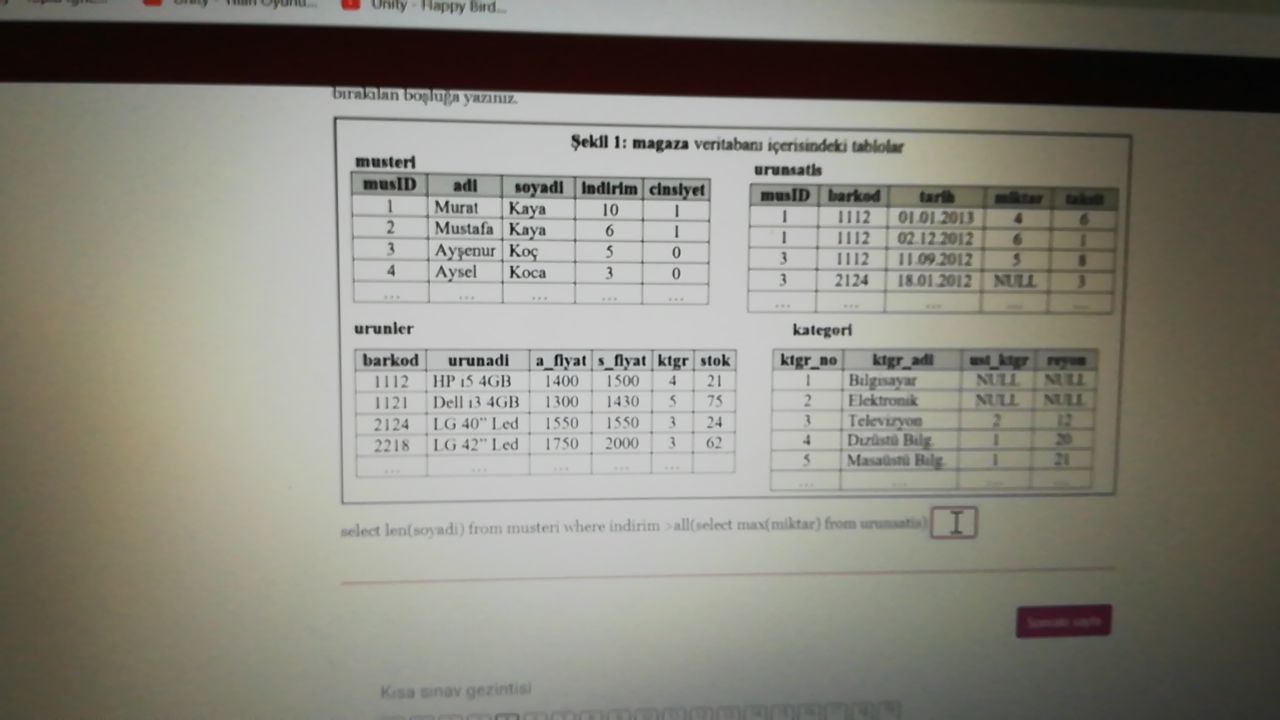 Unity - Flappy Bird...
bırakılan boşluğa yazınız.
Şekil 1: magaza veritabanı içerisindeki tablolar
musteri
musID adi soyadi indirim cinsiyet
1 Murat Kaya 10 1
2 Mustafa Kaya 6 1
3 Ayşenur Koç 5 0
4 Aysel Koca 3 0
... ... ... ... ...
urunsatis
musID barkod tarih miktar taksit
1 1112 01.01.2013 4 6
1 1112 02.12.2012 6 1
3 1112 11.09.2012 5 8
3 2124 18.01.2012 NULL 3
... ... ... ... ...
urunler
barkod urunadi a_fiyat s_fiyat ktgr stok
1112 HP i5 4GB 1400 1500 4 21
1121 Dell i3 4GB 1300 1430 5 75
2124 LG 40” Led 1550 1550 3 24
2218 LG 42” Led 1750 2000 3 62
... ... ... ... ...
kategori
ktgr_no ktgr_adi ust_ktgr reyon
1 Bilgisayar NULL NULL
2 Elektronik NULL NULL
3 Televizyon 2 12
4 Dizüstü Bilg. 1 20
5 Masaüstü Bilg. 1 21
... ... ... ...
select len(soyadi) from musteri where indirim >all(select max(miktar) from urunsatis)
Sonraki sayfa
Kısa sınav gezintisi